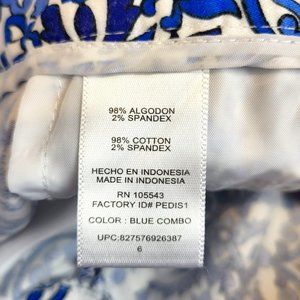 98% ALGODON
2% SPANDEX
98% COTTON
2% SPANDEX
HECHO EN INDONESIA
MADE IN INDONESIA
RN 105543
FACTORY ID# PEDIS1
COLOR : BLUE COMBO
UPC:827576926387
6